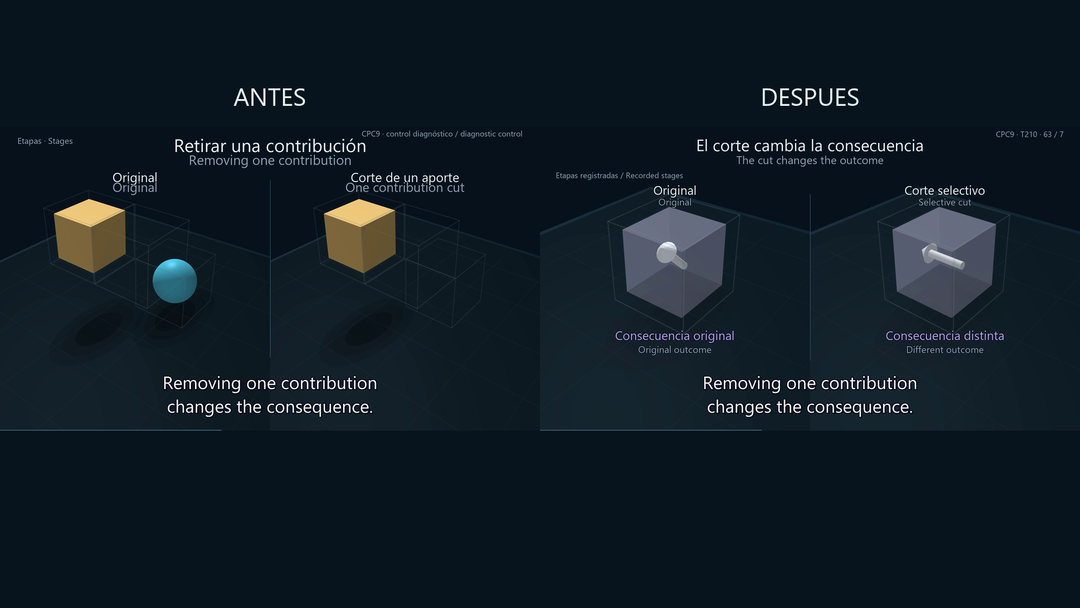 ANTES
Etapas · Stages
CPC9 · control diagnóstico / diagnostic control
Retirar una contribución
Removing one contribution
Original
Original
Corte de un aporte
One contribution cut
Removing one contribution
changes the consequence.
DESPUES
CPC9 · T210 · 63 / 7
El corte cambia la consecuencia
The cut changes the outcome
Etapas registradas / Recorded stages
Original
Original
Corte selectivo
Selective cut
Consecuencia original
Original outcome
Consecuencia distinta
Different outcome
Removing one contribution
changes the consequence.